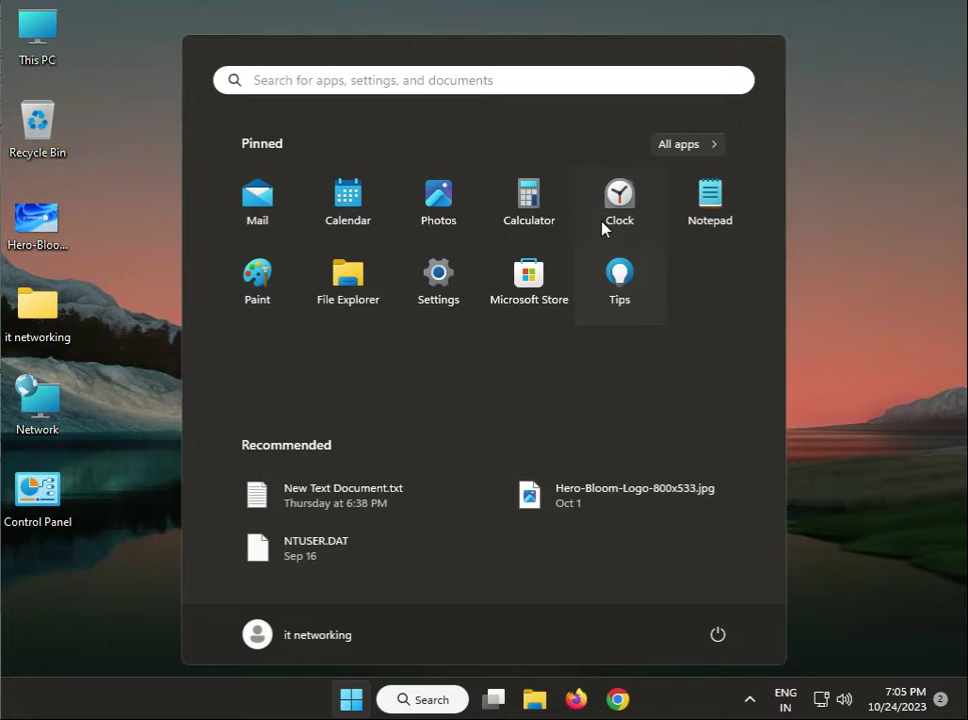 This PC
Recycle Bin
Hero-Bloo...
it networking
Network
Control Panel
Search for apps, settings, and documents
Pinned
All apps
Mail
Calendar
Photos
Calculator
Clock
Notepad
Paint
File Explorer
Settings
Microsoft Store
Tips
Recommended
New Text Document.txt
Thursday at 6:38 PM
Hero-Bloom-Logo-800x533.jpg
Oct 1
NTUSER.DAT
Sep 16
it networking
Search
ENG
IN
7:05 PM
10/24/2023
2